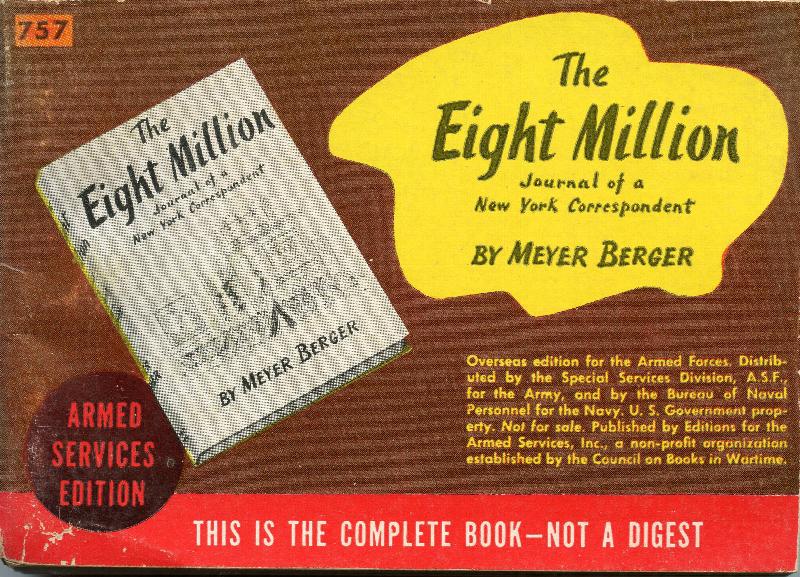 757
The
Eight Million
Journal of a
New York Correspondent
BY MEYER BERGER
The
Eight Million
Journal of a
New York Correspondent
BY MEYER BERGER
Overseas edition for the Armed Forces. Distrib-
uted by the Special Services Division, A.S.F.,
for the Army, and by the Bureau of Naval
Personnel for the Navy. U. S. Government prop-
erty. Not for sale. Published by Editions for the
Armed Services, Inc., a non-profit organization
established by the Council on Books in Wartime.
ARMED
SERVICES
EDITION
THIS IS THE COMPLETE BOOK—NOT A DIGEST